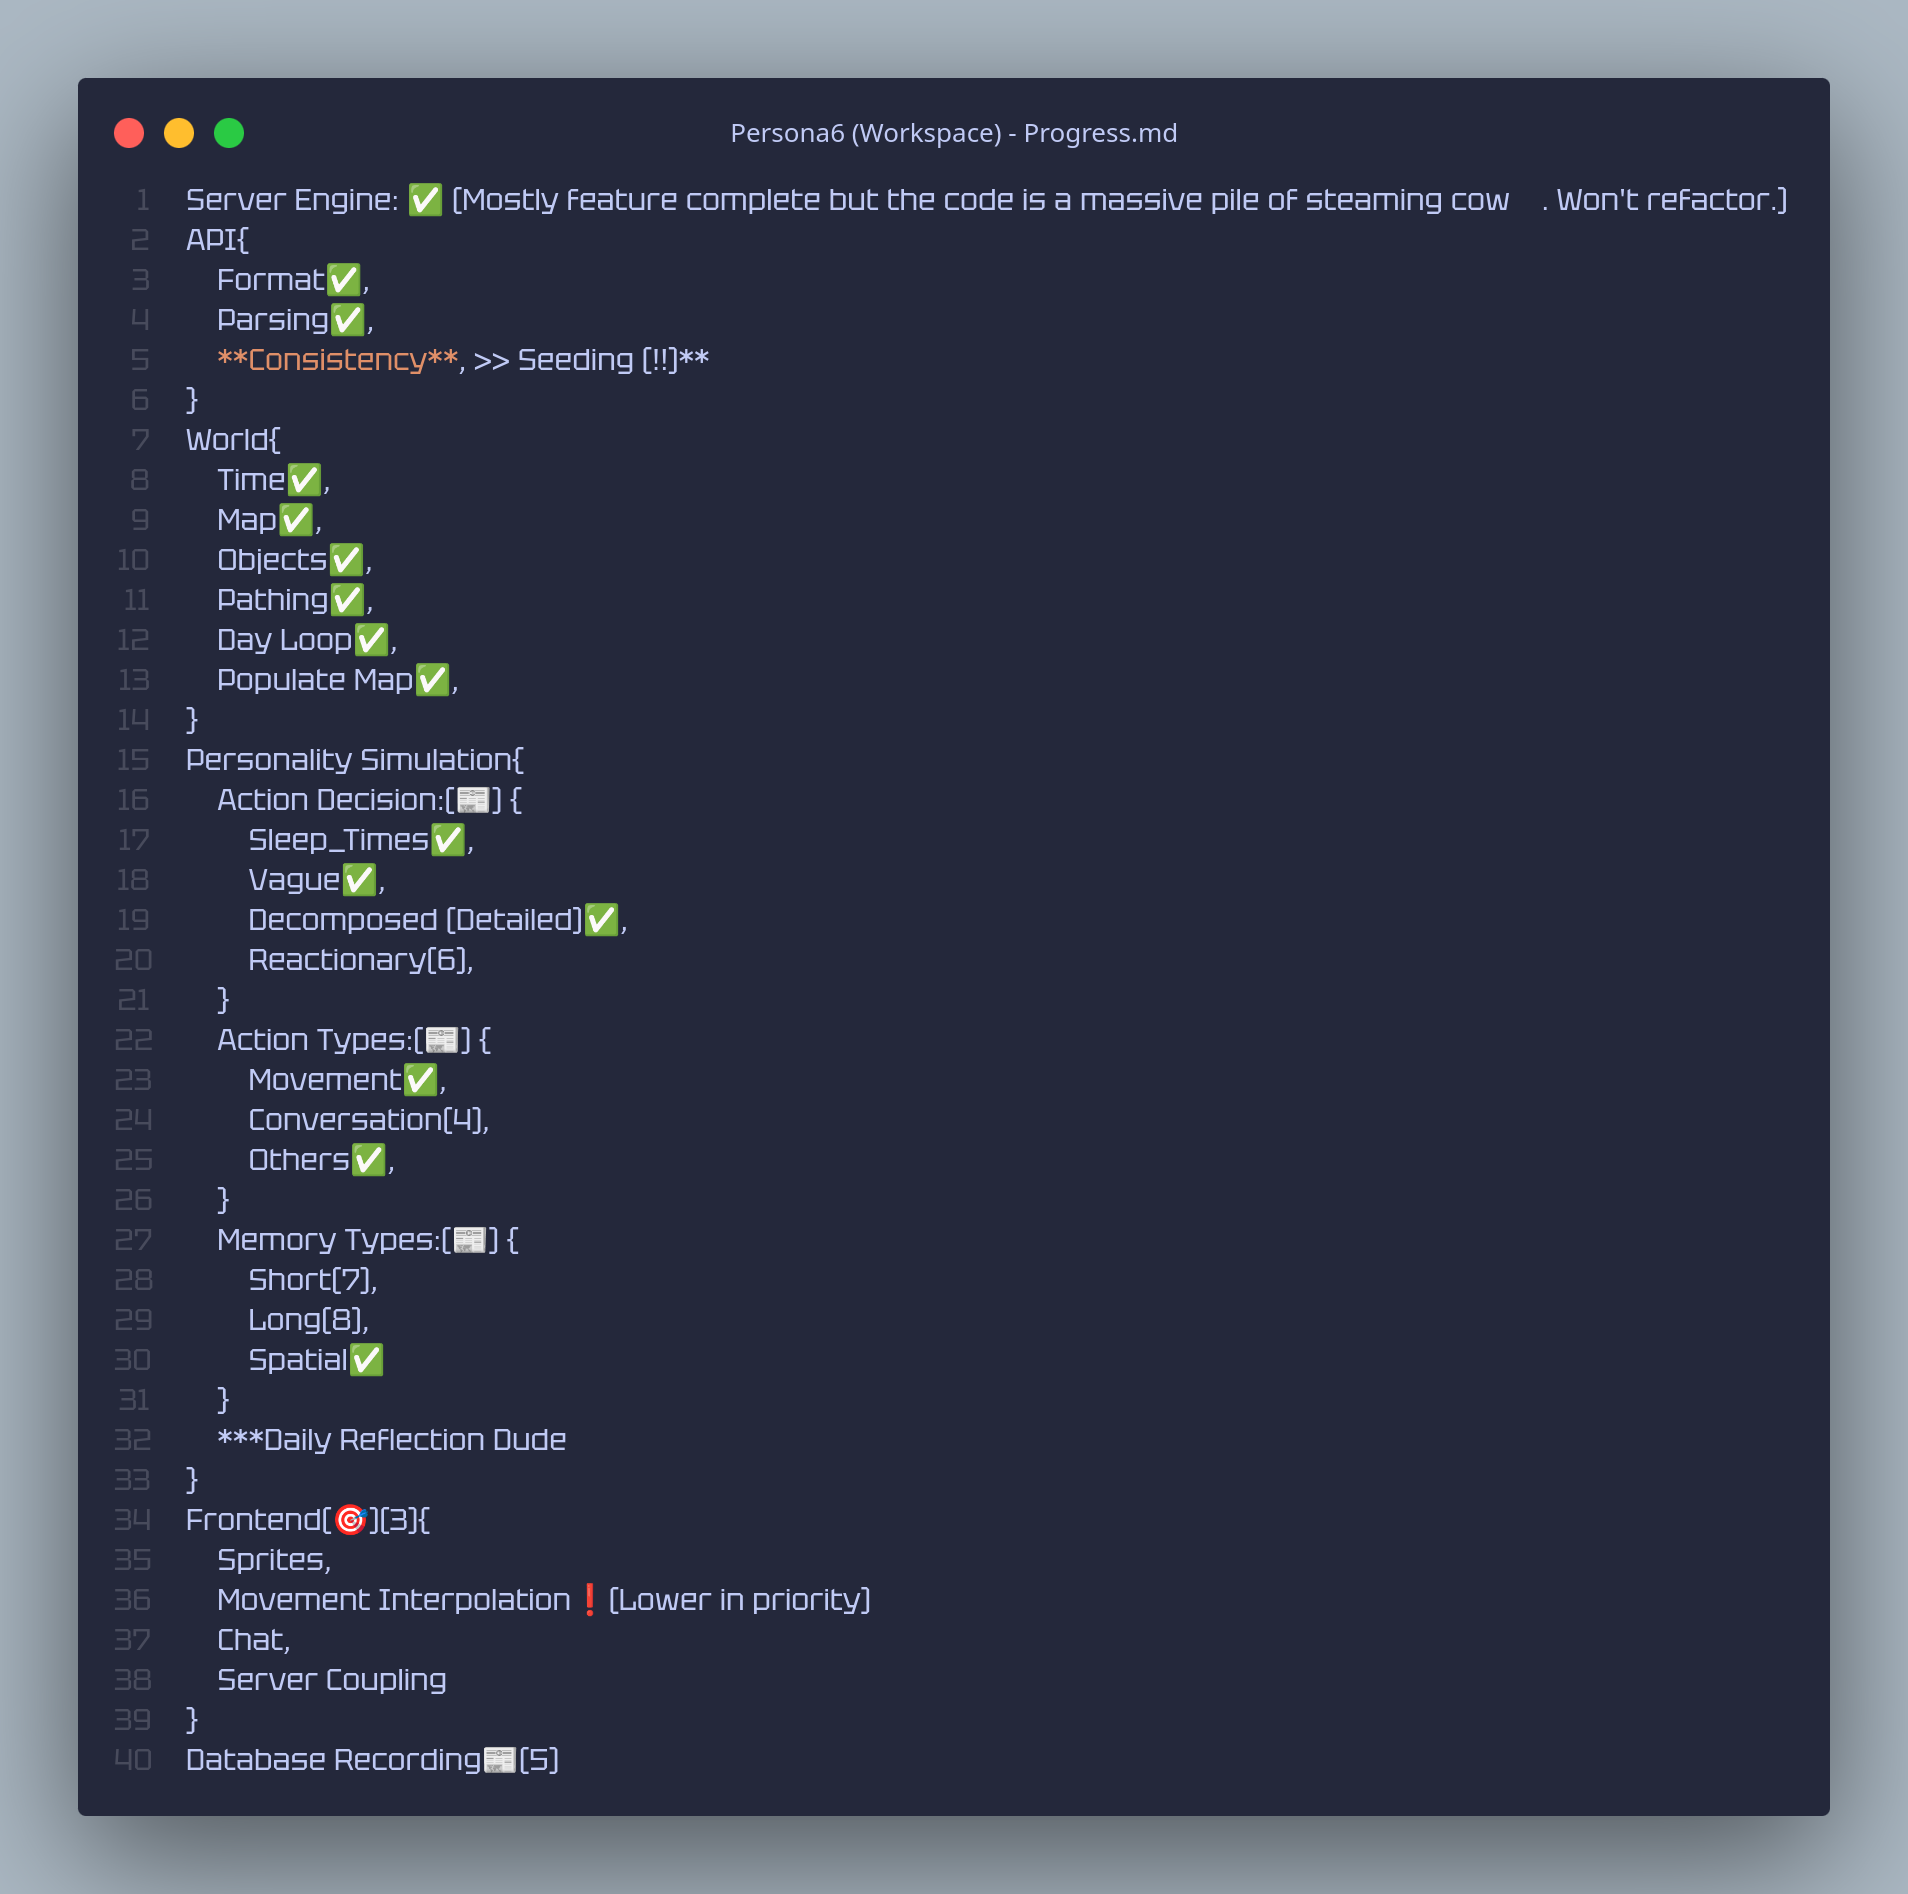 Persona6 (Workspace) - Progress.md
1 Server Engine: ✅ (Mostly feature complete but the code is a massive pile of steaming cow    . Won't refactor.)
2 API{
3     Format✅,
4     Parsing✅,
5     **Consistency**, >> Seeding (!!)**
6 }
7 World{
8     Time✅,
9     Map✅,
10     Objects✅,
11     Pathing✅,
12     Day Loop✅,
13     Populate Map✅,
14 }
15 Personality Simulation{
16     Action Decision:(📰) {
17         Sleep_Times✅,
18         Vague✅,
19         Decomposed (Detailed)✅,
20         Reactionary(6),
21     }
22     Action Types:(📰) {
23         Movement✅,
24         Conversation(4),
25         Others✅,
26     }
27     Memory Types:(📰) {
28         Short(7),
29         Long(8),
30         Spatial✅
31     }
32     ***Daily Reflection Dude
33 }
34 Frontend(🎯)(3){
35     Sprites,
36     Movement Interpolation❗(Lower in priority)
37     Chat,
38     Server Coupling
39 }
40 Database Recording📰(5)